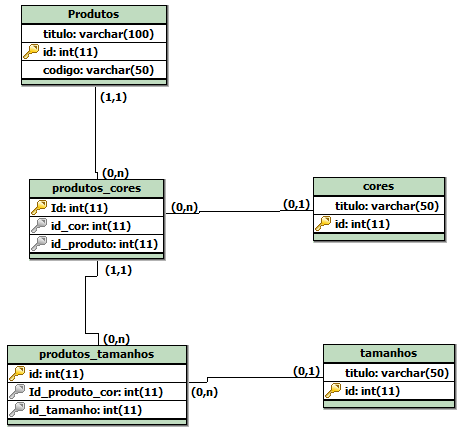 Produtos
titulo: varchar(100)
id: int(11)
codigo: varchar(50)
(1,1)
(0,n)
produtos_cores
Id: int(11)
id_cor: int(11)
id_produto: int(11)
(0,n)
(0,1)
cores
titulo: varchar(50)
id: int(11)
(1,1)
(0,n)
produtos_tamanhos
id: int(11)
Id_produto_cor: int(11)
id_tamanho: int(11)
(0,n)
(0,1)
tamanhos
titulo: varchar(50)
id: int(11)